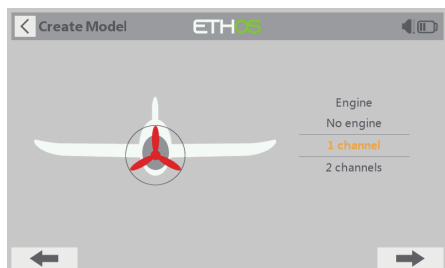 Create Model
ETHOS
Engine
No engine
1 channel
2 channels